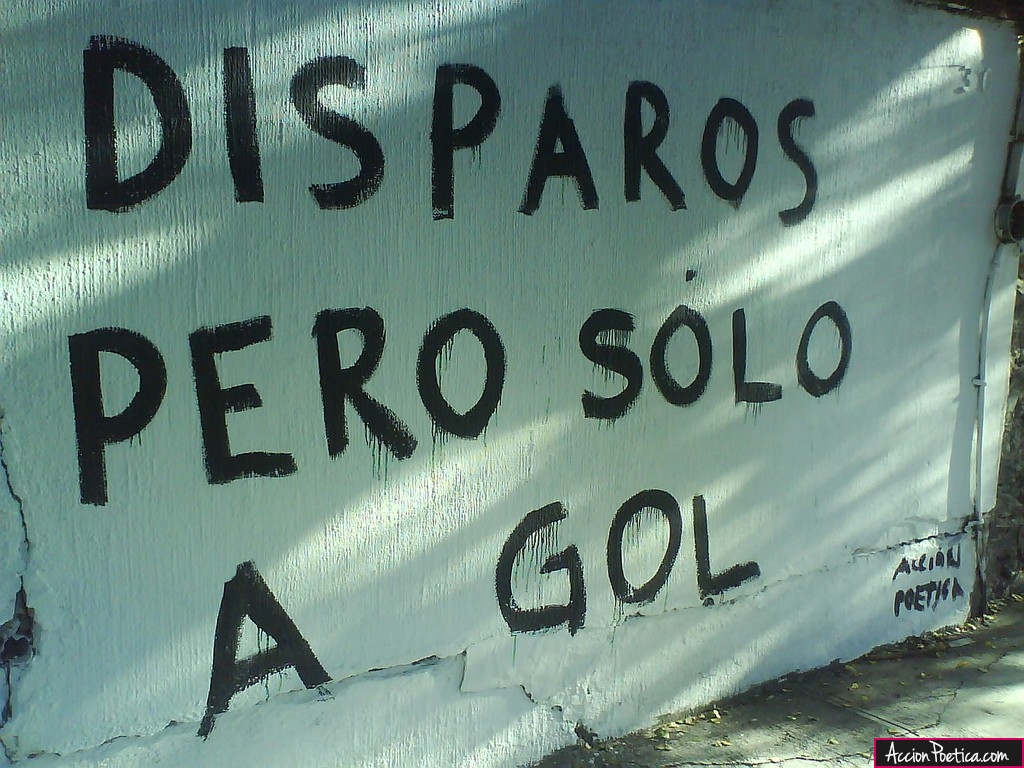 DISPAROS
PERO SÓLO
A GOL
ACCIÓN
POETICA
AccionPoetica.com